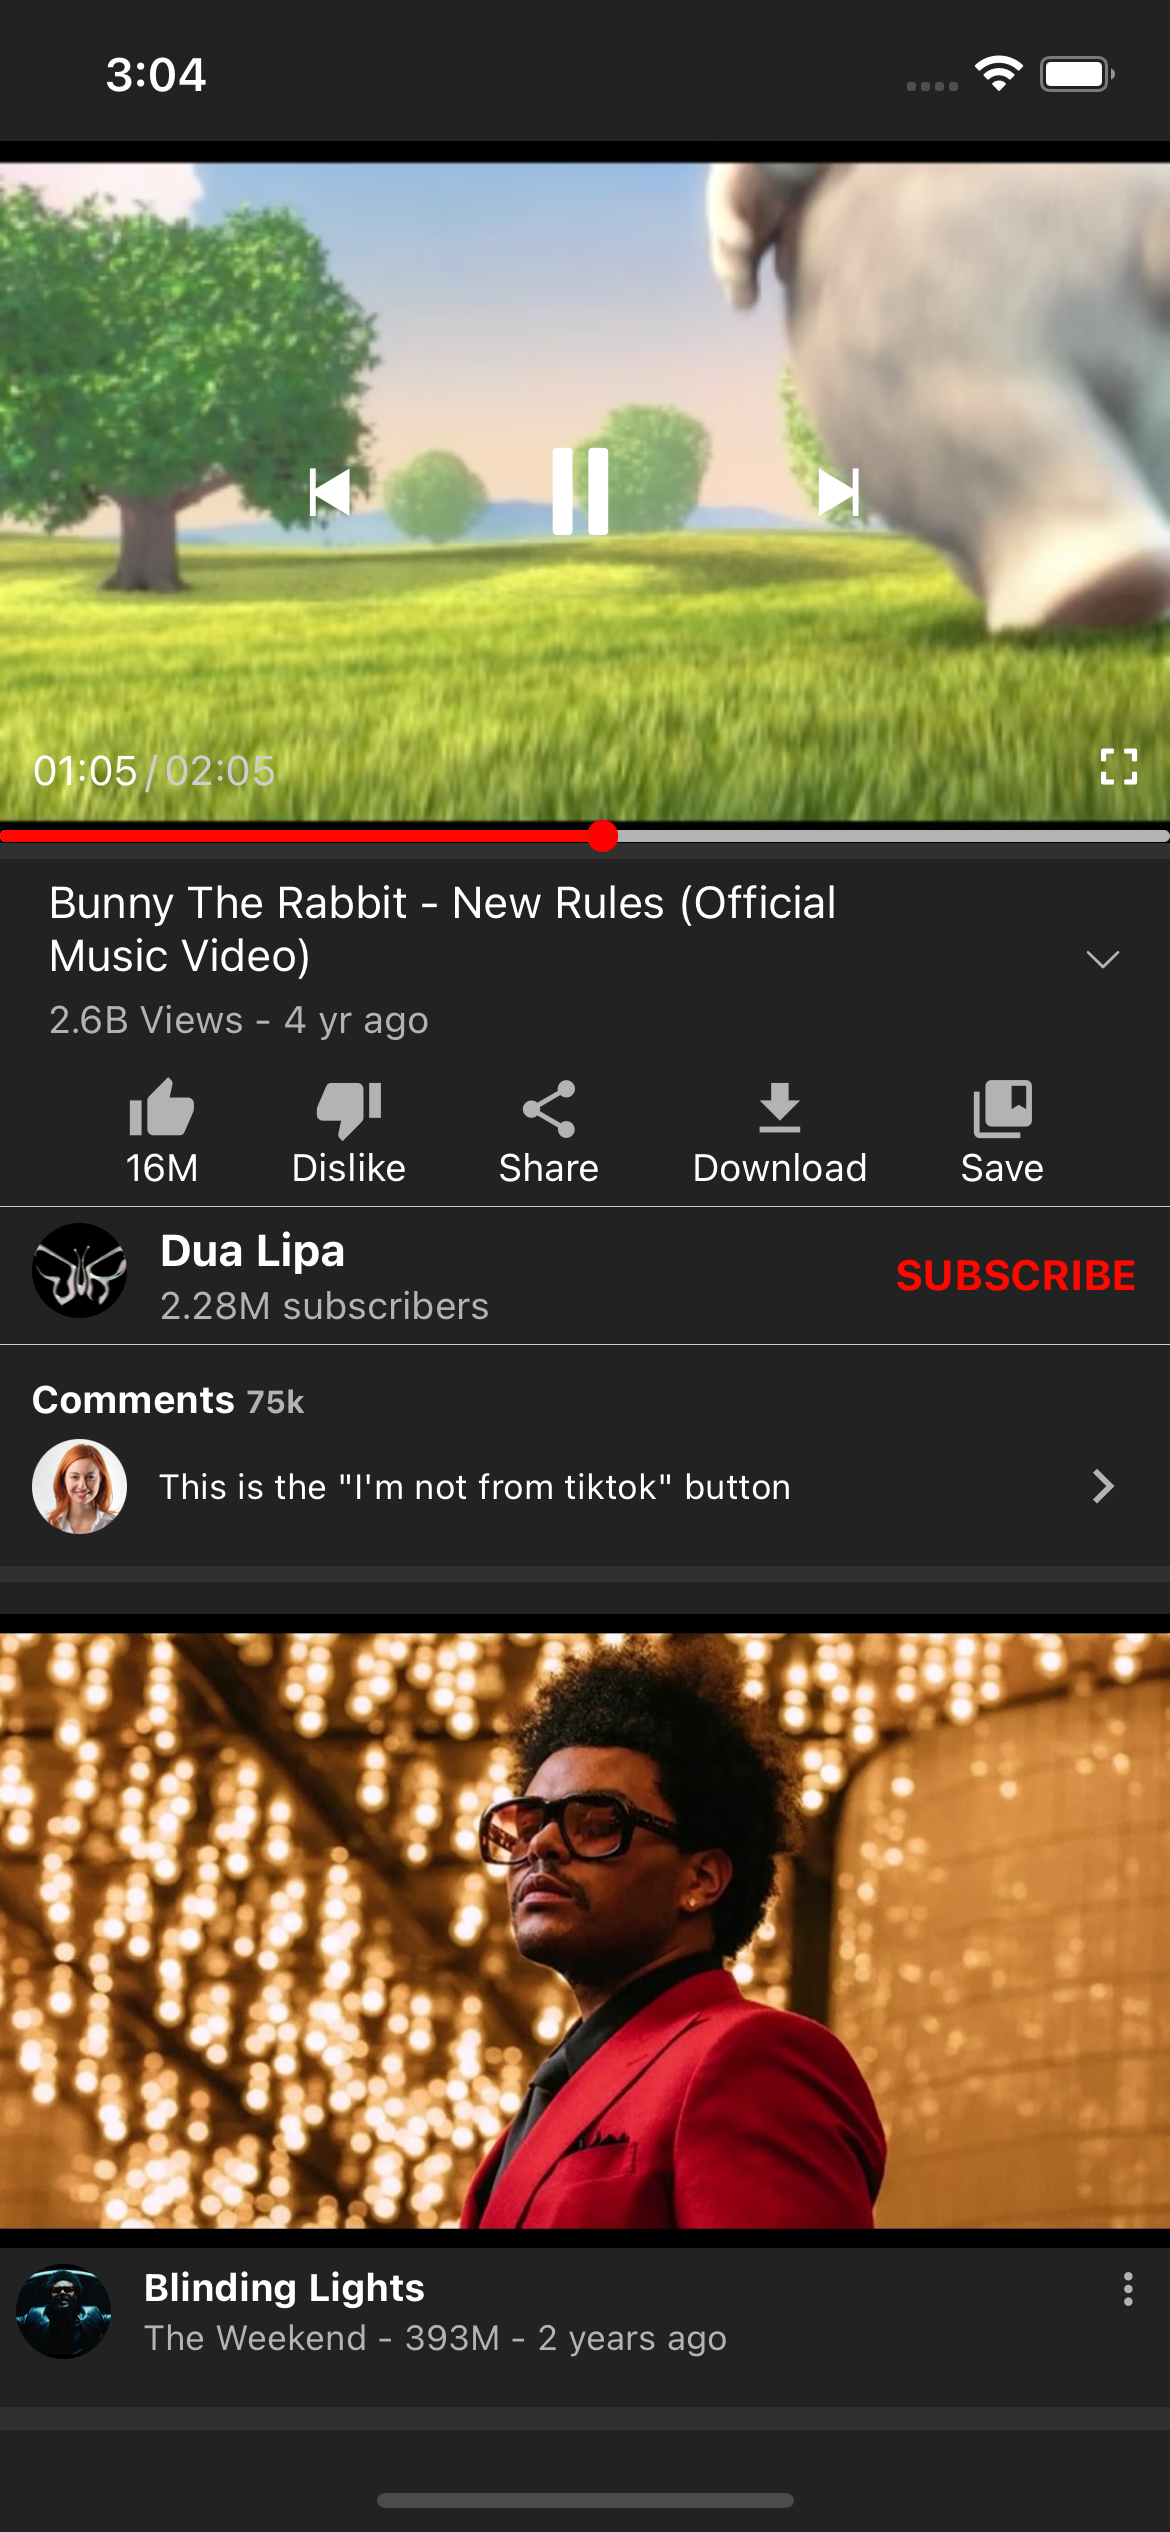 3:04
01:05 / 02:05
Bunny The Rabbit - New Rules (Official
Music Video)
2.6B Views - 4 yr ago
16M Dislike Share Download Save
Dua Lipa
2.28M subscribers
SUBSCRIBE
Comments 75k
This is the "I'm not from tiktok" button
Blinding Lights
The Weekend - 393M - 2 years ago